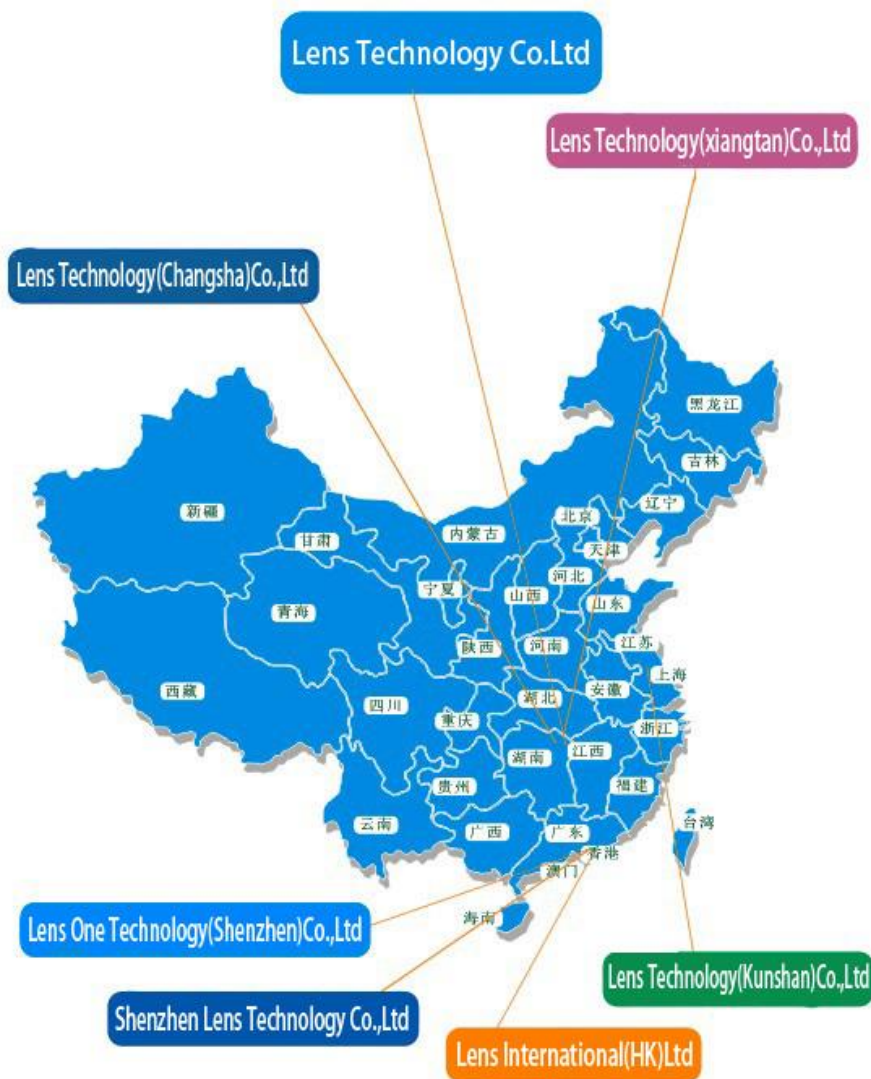 Lens Technology Co.Ltd
Lens Technology(xiangtan)Co.,Ltd
Lens Technology(Changsha)Co.,Ltd
黑龙江
吉林
辽宁
新疆
内蒙古
北京
甘肃
天津
河北
宁夏
山西
山东
青海
陕西
河南
江苏
上海
西藏
四川
湖北
安徽
重庆
浙江
湖南
江西
贵州
福建
云南
广西
广东
台湾
香港
澳门
海南
Lens One Technology(Shenzhen)Co.,Ltd
Lens Technology(Kunshan)Co.,Ltd
Shenzhen Lens Technology Co.,Ltd
Lens International(HK)Ltd